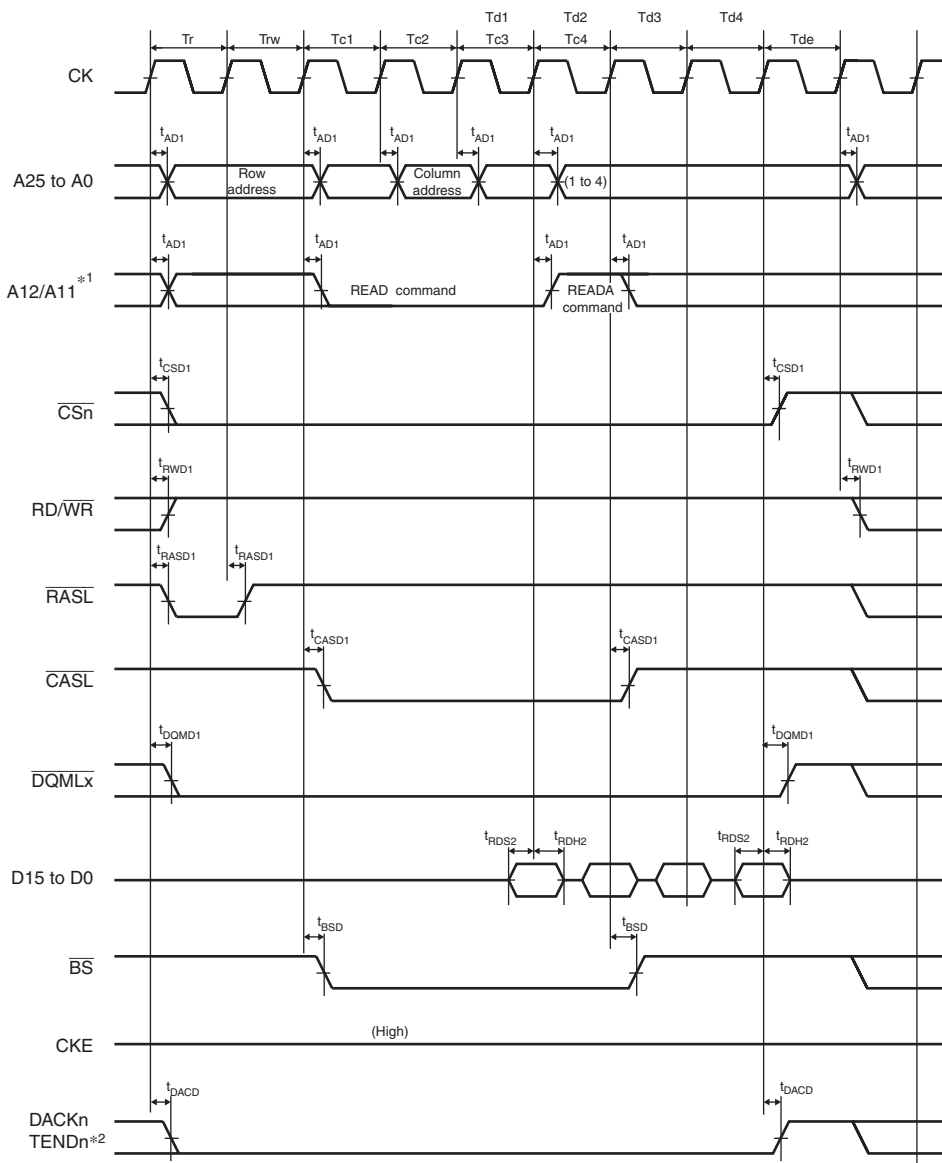 Td1 Td2 Td3 Td4
Tr Trw Tc1 Tc2 Tc3 Tc4 Tde
CK
tAD1 tAD1 tAD1 tAD1 tAD1 tAD1
A25 to A0
Row address
Column address
(1 to 4)
tAD1 tAD1 tAD1 tAD1
A12/A11*1
READ command
READA command
tCSD1 tCSD1
CSn
tRWD1 tRWD1
RD/WR
tRASD1 tRASD1
RASL
tCASD1 tCASD1
CASL
tDQMD1 tDQMD1
DQMLx
tRDS2 tRDH2 tRDS2 tRDH2
D15 to D0
tBSD tBSD
BS
(High)
CKE
tDACD tDACD
DACKn
TENDn*2